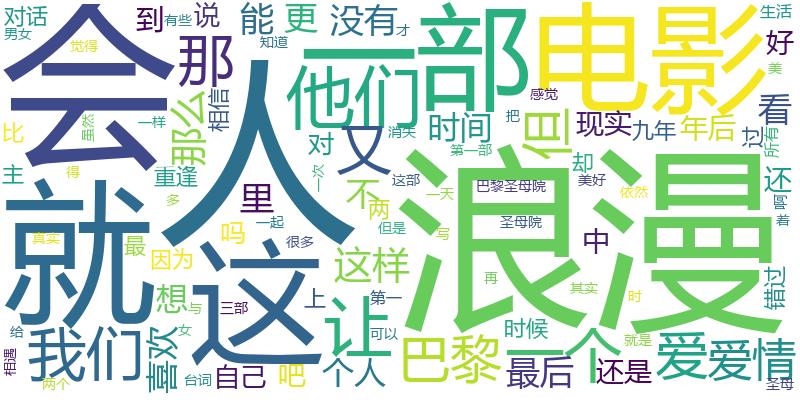 对话
男女
会
到
有些
说
能
更
没有
才
部
电影
生活
好
美
觉得
那
知道
一
他们
感觉
看
比
虽然
一样
那么
相信
人
对
又
消失
时间
把
但
现实
九年
年后
过
所有
第一部
主
得
重逢
里
一次
不
两
这部
一天
浪漫
却
巴黎圣母院
美好
依然
还
啊
着
就
多
一起
但是
写
圣母院
真实
最
因为
吗
很多
这
这样
再
中
错过
想
与
三部
上
第一
其实
时
给
我们
喜欢
女
让
可以
时候
就是
相遇
两个
台词
自己
吧
个人
巴黎
一个
最后
还是
爱
爱情
圣母